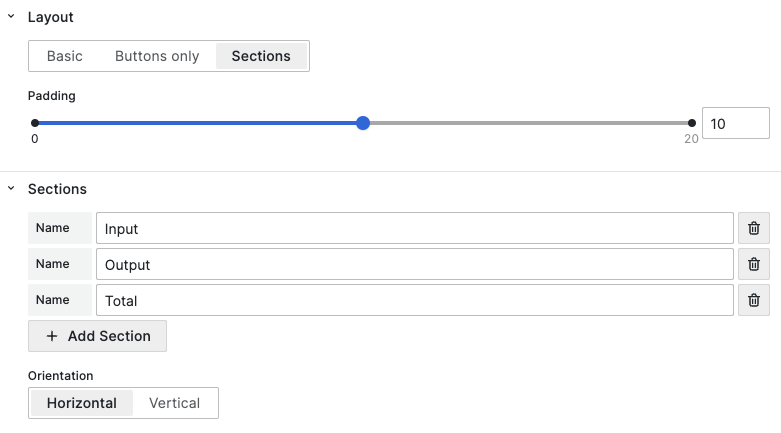 Layout
Basic Buttons only Sections
Padding
10
0 20
Sections
Name Input
Name Output
Name Total
+ Add Section
Orientation
Horizontal Vertical